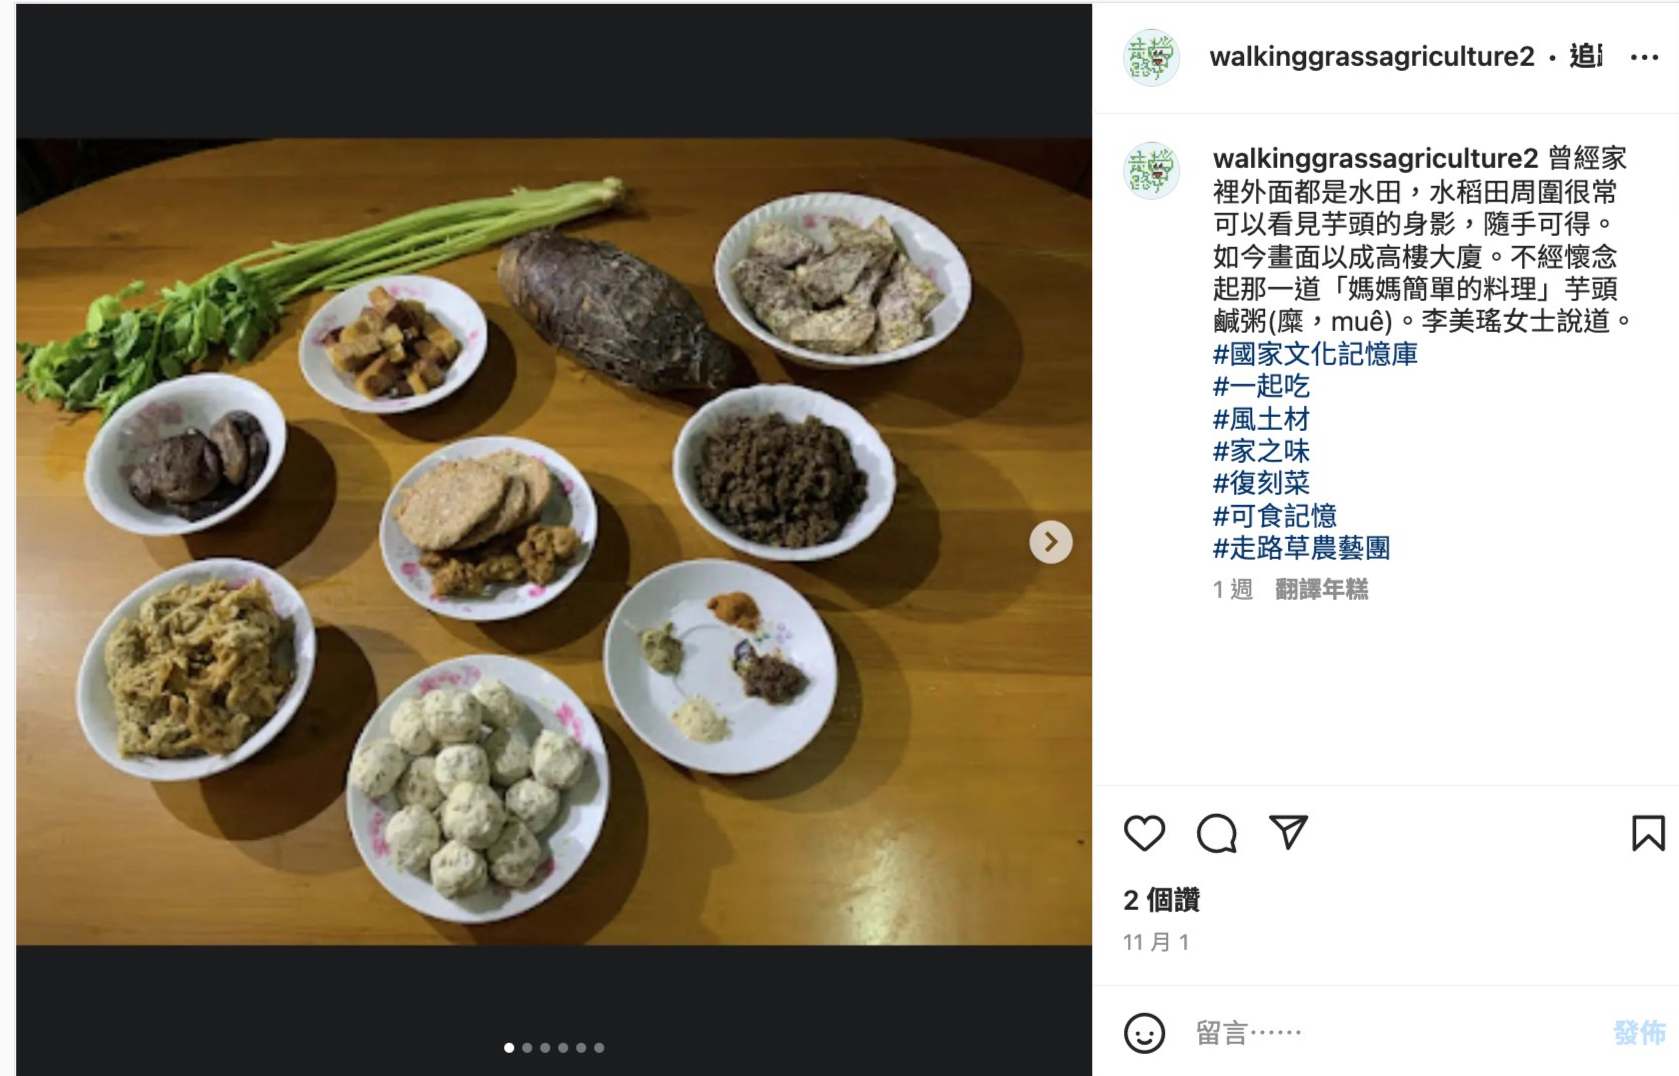 walkinggrassagriculture2 • 追
walkinggrassagriculture2 曾經家
裡外面都是水田，水稻田周圍很常
可以看見芋頭的身影，隨手可得。
如今畫面以成高樓大廈。不經懷念
起那一道「媽媽簡單的料理」芋頭
鹹粥(糜，muê)。李美瑤女士說道。
#國家文化記憶庫
#一起吃
#風土材
#家之味
#復刻菜
#可食記憶
#走路草農藝團
1 週 翻譯年糕
2 個讚
11 月 1
留言……
發佈